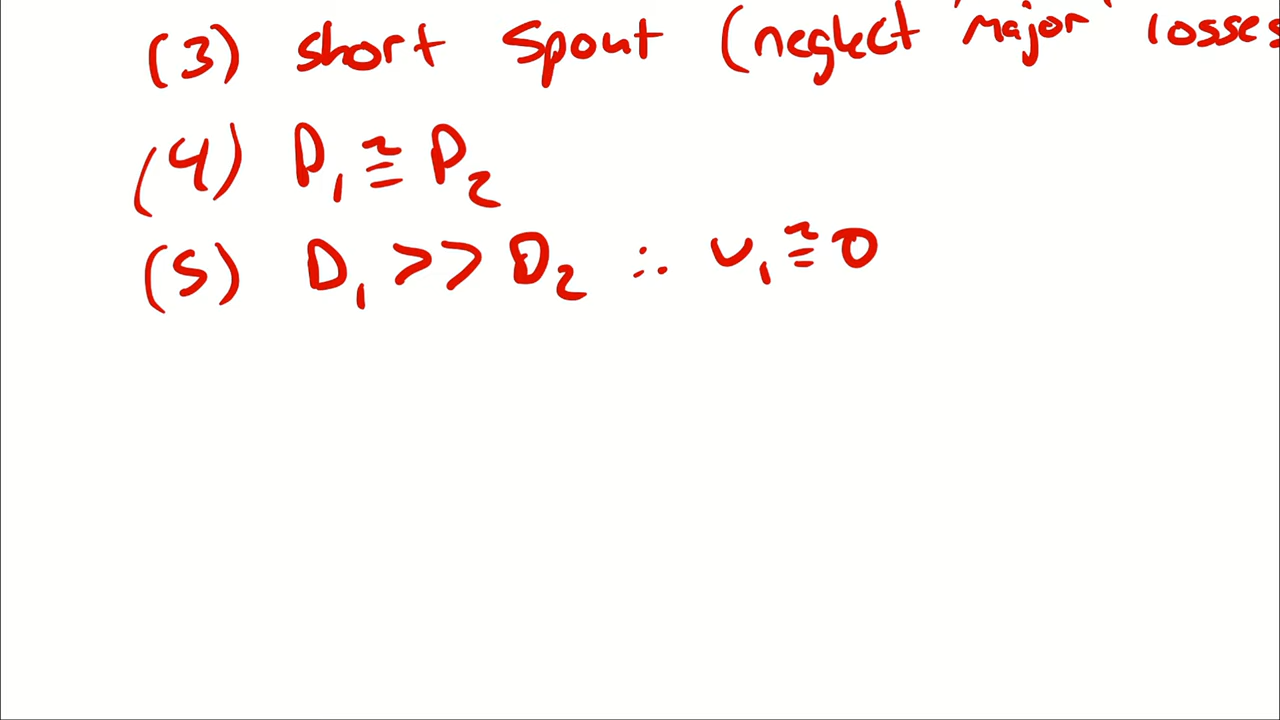 (3) short spout (neglect 'major' losses
(4) P₁ ≅ P₂
(5) D₁ >> D₂ ∴ v₁ ≅ 0